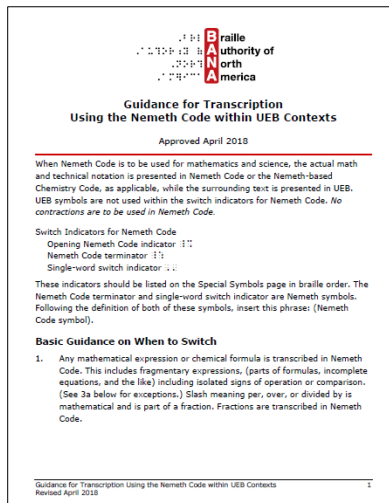 Braille
Authority of
North
America
Guidance for Transcription
Using the Nemeth Code within UEB Contexts
Approved April 2018
When Nemeth Code is to be used for mathematics and science, the actual math
and technical notation is presented in Nemeth Code or the Nemeth-based
Chemistry Code, as applicable, while the surrounding text is presented in UEB.
UEB symbols are not used within the switch indicators for Nemeth Code. No
contractions are to be used in Nemeth Code.
Switch Indicators for Nemeth Code
Opening Nemeth Code indicator ⠸⠩
Nemeth Code terminator ⠸⠱
Single-word switch indicator ⠠⠠
These indicators should be listed on the Special Symbols page in braille order. The
Nemeth Code terminator and single-word switch indicator are Nemeth symbols.
Following the definition of both of these symbols, insert this phrase: (Nemeth
Code symbol).
Basic Guidance on When to Switch
1. Any mathematical expression or chemical formula is transcribed in Nemeth
Code. This includes fragmentary expressions, (parts of formulas, incomplete
equations, and the like) including isolated signs of operation or comparison.
(See 3a below for exceptions.) Slash meaning per, over, or divided by is
mathematical and is part of a fraction. Fractions are transcribed in Nemeth
Code.
Guidance for Transcription Using the Nemeth Code within UEB Contexts 1
Revised April 2018